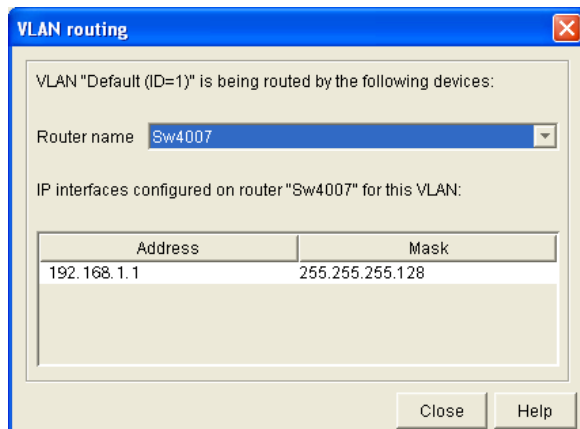 VLAN routing
VLAN "Default (ID=1)" is being routed by the following devices:
Router name Sw4007
IP interfaces configured on router "Sw4007" for this VLAN:
Address Mask
192.168.1.1 255.255.255.128
Close Help